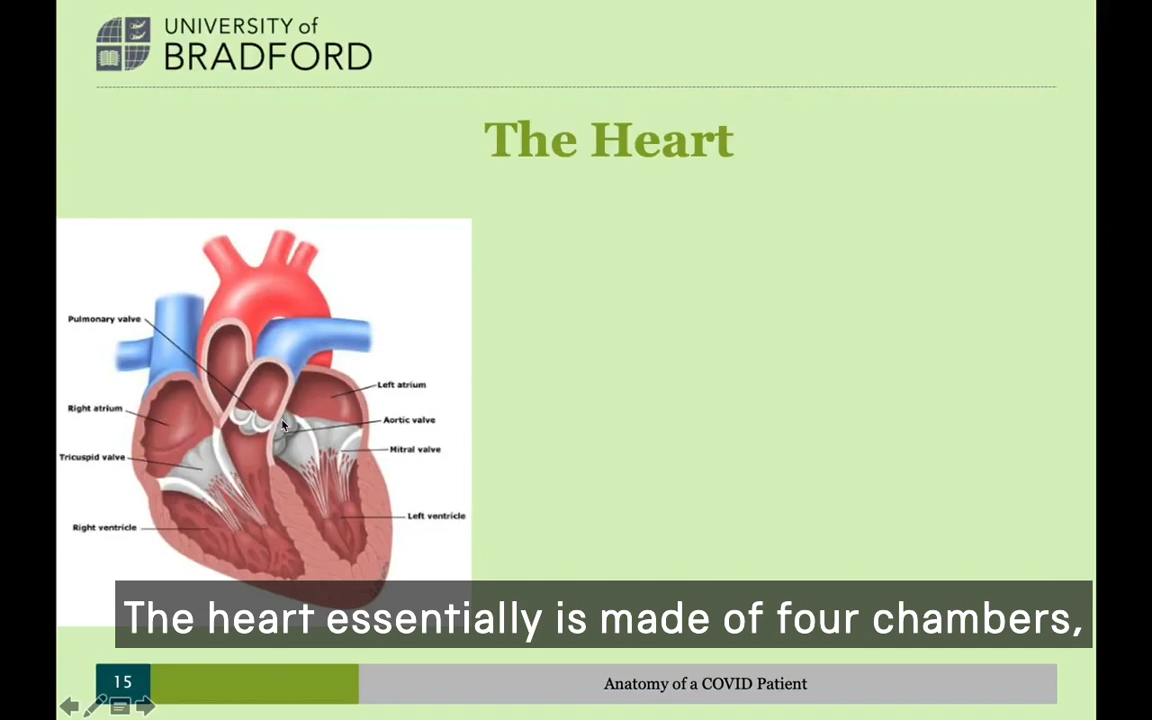 UNIVERSITY of
BRADFORD
The Heart
Pulmonary valve
Left atrium
Right atrium
Aortic valve
Mitral valve
Tricuspid valve
Left ventricle
Right ventricle
The heart essentially is made of four chambers,
15
Anatomy of a COVID Patient